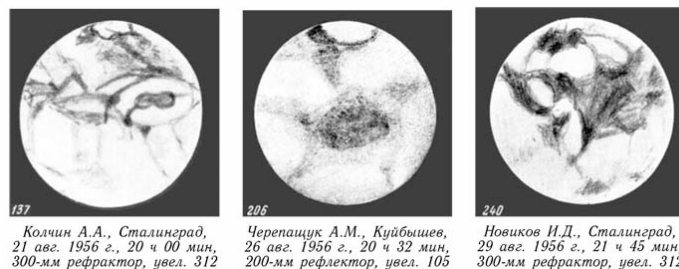 137
Колчин А.А., Сталинград,
21 авг. 1956 г., 20 ч 00 мин,
300-мм рефрактор, увел. 312
206
Черепащук А.М., Куйбышев,
26 авг. 1956 г., 20 ч 32 мин,
200-мм рефлектор, увел. 105
240
Новиков И.Д., Сталинград,
29 авг. 1956 г., 21 ч 45 мин,
300-мм рефрактор, увел. 312